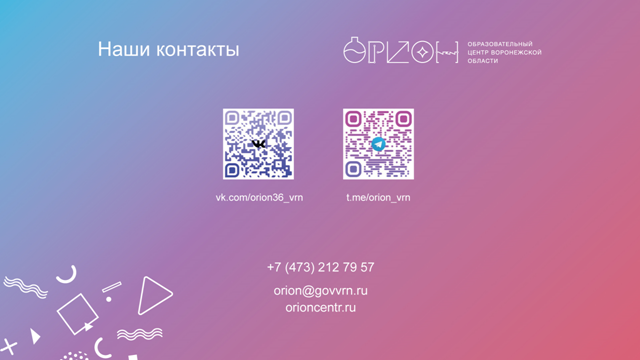 Наши контакты
ОРИОН
ОБРАЗОВАТЕЛЬНЫЙ
ЦЕНТР ВОРОНЕЖСКОЙ
ОБЛАСТИ
vk.com/orion36_vrn
t.me/orion_vrn
+7 (473) 212 79 57
orion@govvrn.ru
orioncentr.ru